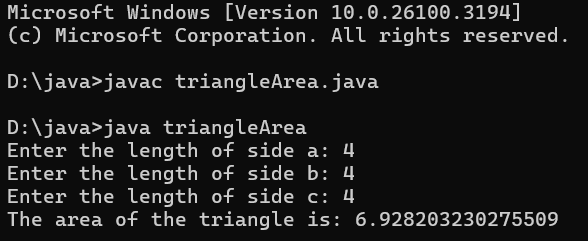 Microsoft Windows [Version 10.0.26100.3194]
(c) Microsoft Corporation. All rights reserved.
D:\java>javac triangleArea.java
D:\java>java triangleArea
Enter the length of side a: 4
Enter the length of side b: 4
Enter the length of side c: 4
The area of the triangle is: 6.928203230275509